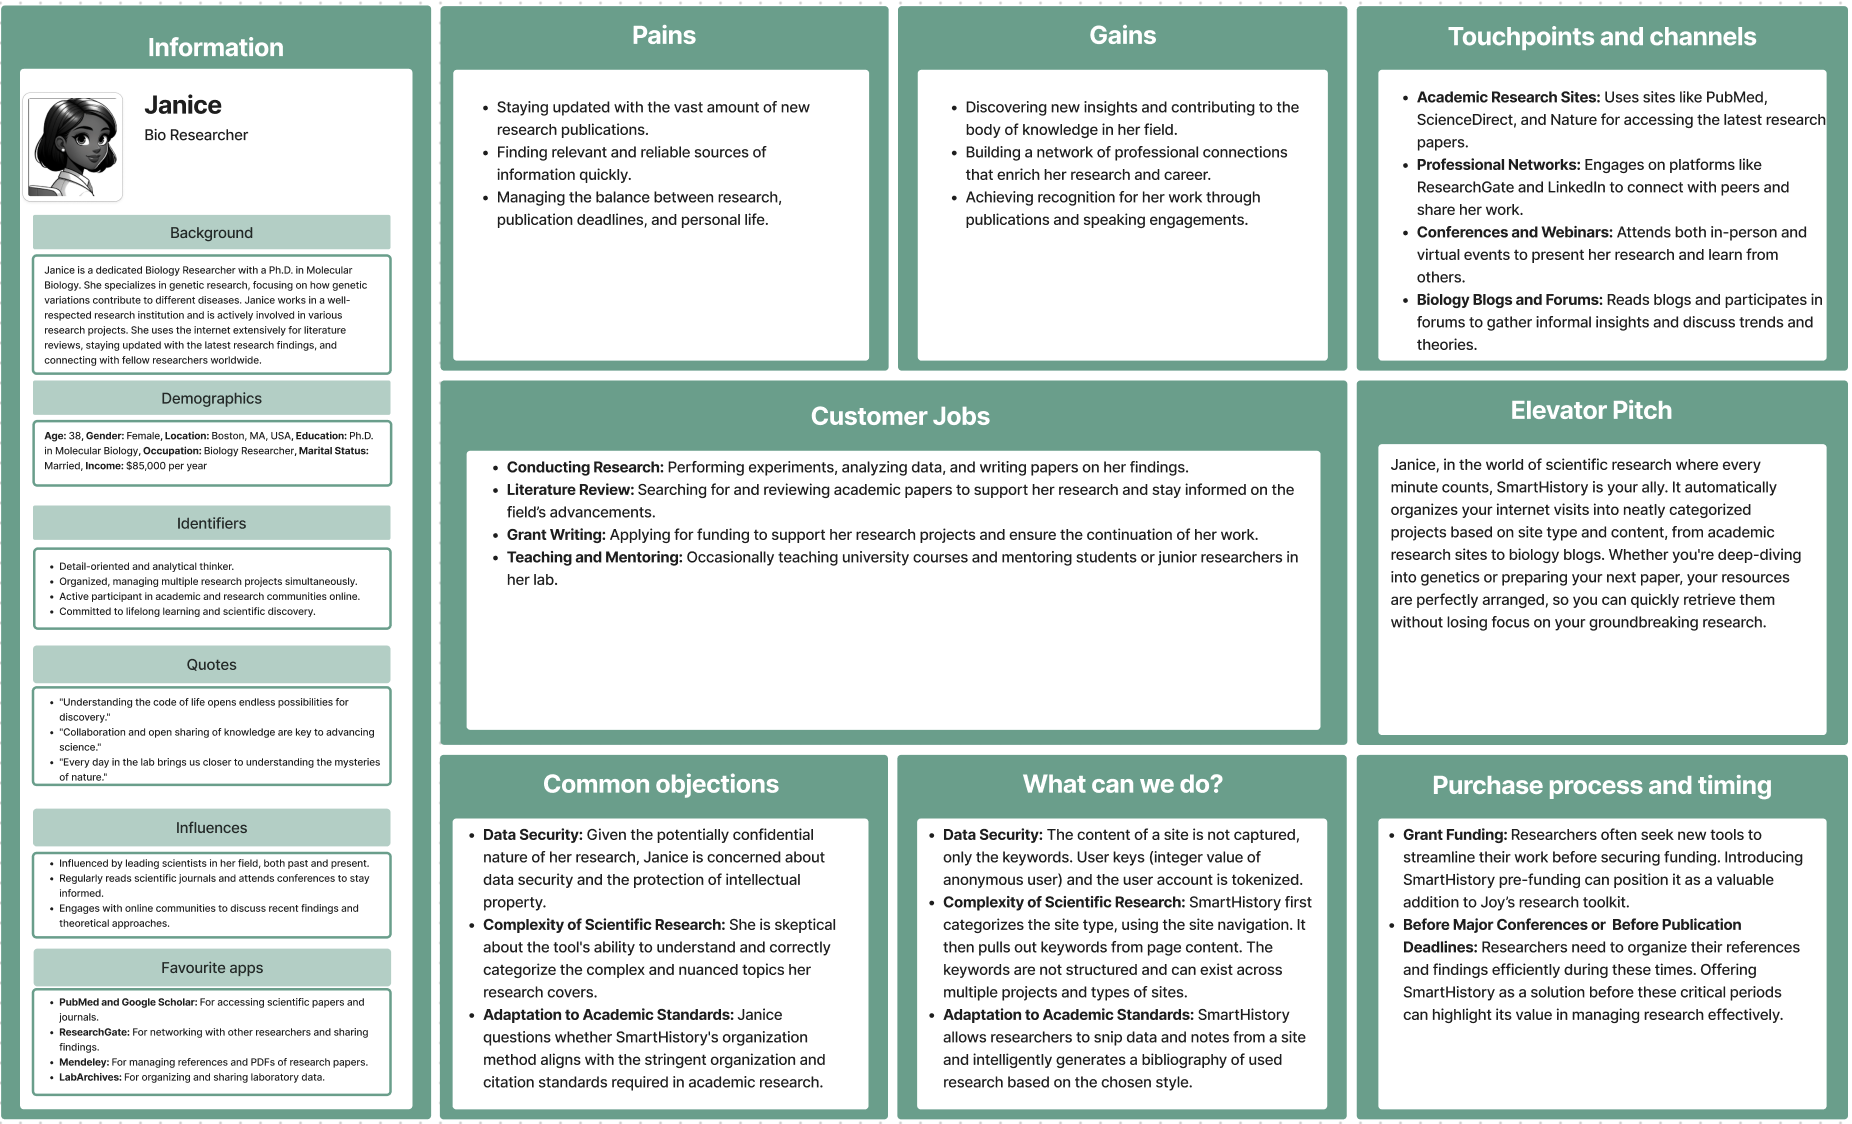 Information
Janice
Bio Researcher
Background
Janice is a dedicated Biology Researcher with a Ph.D. in Molecular
Biology. She specializes in genetic research, focusing on how genetic
variations contribute to different diseases. Janice works in a well-
respected research institution and is actively involved in various
research projects. She uses the internet extensively for literature
reviews, staying updated with the latest research findings, and
connecting with fellow researchers worldwide.
Demographics
Age: 38, Gender: Female, Location: Boston, MA, USA, Education: Ph.D.
in Molecular Biology, Occupation: Biology Researcher, Marital Status:
Married, Income: $85,000 per year
Identifiers
• Detail-oriented and analytical thinker.
• Organized, managing multiple research projects simultaneously.
• Active participant in academic and research communities online.
• Committed to lifelong learning and scientific discovery.
Quotes
• "Understanding the code of life opens endless possibilities for
discovery."
• "Collaboration and open sharing of knowledge are key to advancing
science."
• "Every day in the lab brings us closer to understanding the mysteries
of nature."
Influences
• Influenced by leading scientists in her field, both past and present.
• Regularly reads scientific journals and attends conferences to stay
informed.
• Engages with online communities to discuss recent findings and
theoretical approaches.
Favourite apps
• PubMed and Google Scholar: For accessing scientific papers and
journals.
• ResearchGate: For networking with other researchers and sharing
findings.
• Mendeley: For managing references and PDFs of research papers.
• LabArchives: For organizing and sharing laboratory data.
Pains
• Staying updated with the vast amount of new
research publications.
• Finding relevant and reliable sources of
information quickly.
• Managing the balance between research,
publication deadlines, and personal life.
Gains
• Discovering new insights and contributing to the
body of knowledge in her field.
• Building a network of professional connections
that enrich her research and career.
• Achieving recognition for her work through
publications and speaking engagements.
Touchpoints and channels
• Academic Research Sites: Uses sites like PubMed,
ScienceDirect, and Nature for accessing the latest research
papers.
• Professional Networks: Engages on platforms like
ResearchGate and LinkedIn to connect with peers and
share her work.
• Conferences and Webinars: Attends both in-person and
virtual events to present her research and learn from
others.
• Biology Blogs and Forums: Reads blogs and participates in
forums to gather informal insights and discuss trends and
theories.
Customer Jobs
• Conducting Research: Performing experiments, analyzing data, and writing papers on her findings.
• Literature Review: Searching for and reviewing academic papers to support her research and stay informed on the
field's advancements.
• Grant Writing: Applying for funding to support her research projects and ensure the continuation of her work.
• Teaching and Mentoring: Occasionally teaching university courses and mentoring students or junior researchers in
her lab.
Elevator Pitch
Janice, in the world of scientific research where every
minute counts, SmartHistory is your ally. It automatically
organizes your internet visits into neatly categorized
projects based on site type and content, from academic
research sites to biology blogs. Whether you're deep-diving
into genetics or preparing your next paper, your resources
are perfectly arranged, so you can quickly retrieve them
without losing focus on your groundbreaking research.
Common objections
• Data Security: Given the potentially confidential
nature of her research, Janice is concerned about
data security and the protection of intellectual
property.
• Complexity of Scientific Research: She is skeptical
about the tool's ability to understand and correctly
categorize the complex and nuanced topics her
research covers.
• Adaptation to Academic Standards: Janice
questions whether SmartHistory's organization
method aligns with the stringent organization and
citation standards required in academic research.
What can we do?
• Data Security: The content of a site is not captured,
only the keywords. User keys (integer value of
anonymous user) and the user account is tokenized.
• Complexity of Scientific Research: SmartHistory first
categorizes the site type, using the site navigation. It
then pulls out keywords from page content. The
keywords are not structured and can exist across
multiple projects and types of sites.
• Adaptation to Academic Standards: SmartHistory
allows researchers to snip data and notes from a site
and intelligently generates a bibliography of used
research based on the chosen style.
Purchase process and timing
• Grant Funding: Researchers often seek new tools to
streamline their work before securing funding. Introducing
SmartHistory pre-funding can position it as a valuable
addition to Joy's research toolkit.
• Before Major Conferences or Before Publication
Deadlines: Researchers need to organize their references
and findings efficiently during these times. Offering
SmartHistory as a solution before these critical periods
can highlight its value in managing research effectively.